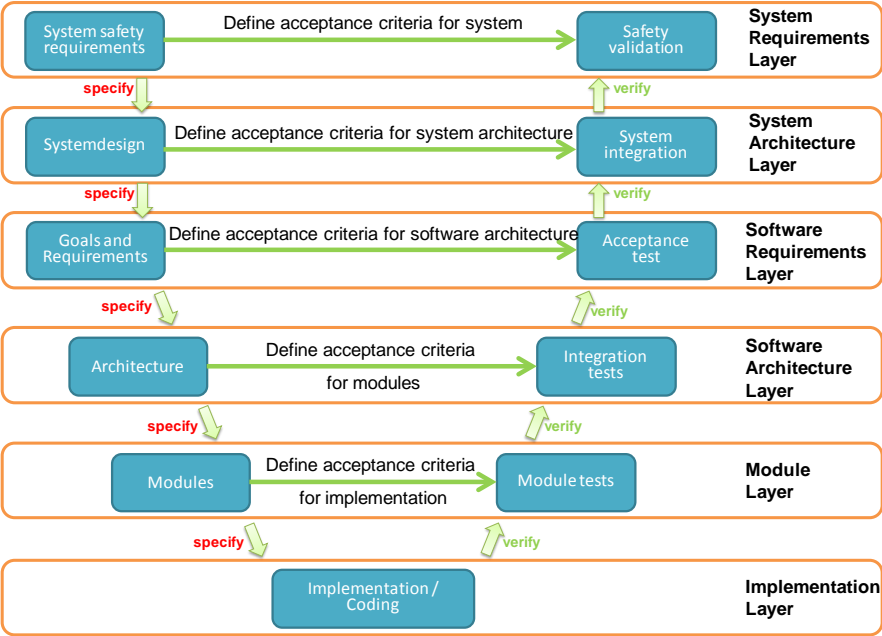 System safety
requirements
Define acceptance criteria for system
Safety
validation
System
Requirements
Layer
specify
verify
Systemdesign
Define acceptance criteria for system architecture
System
integration
System
Architecture
Layer
specify
verify
Goals and
Requirements
Define acceptance criteria for software architecture
Acceptance
test
Software
Requirements
Layer
specify
verify
Architecture
Define acceptance criteria
for modules
Integration
tests
Software
Architecture
Layer
specify
verify
Modules
Define acceptance criteria
for implementation
Module tests
Module
Layer
specify
verify
Implementation /
Coding
Implementation
Layer